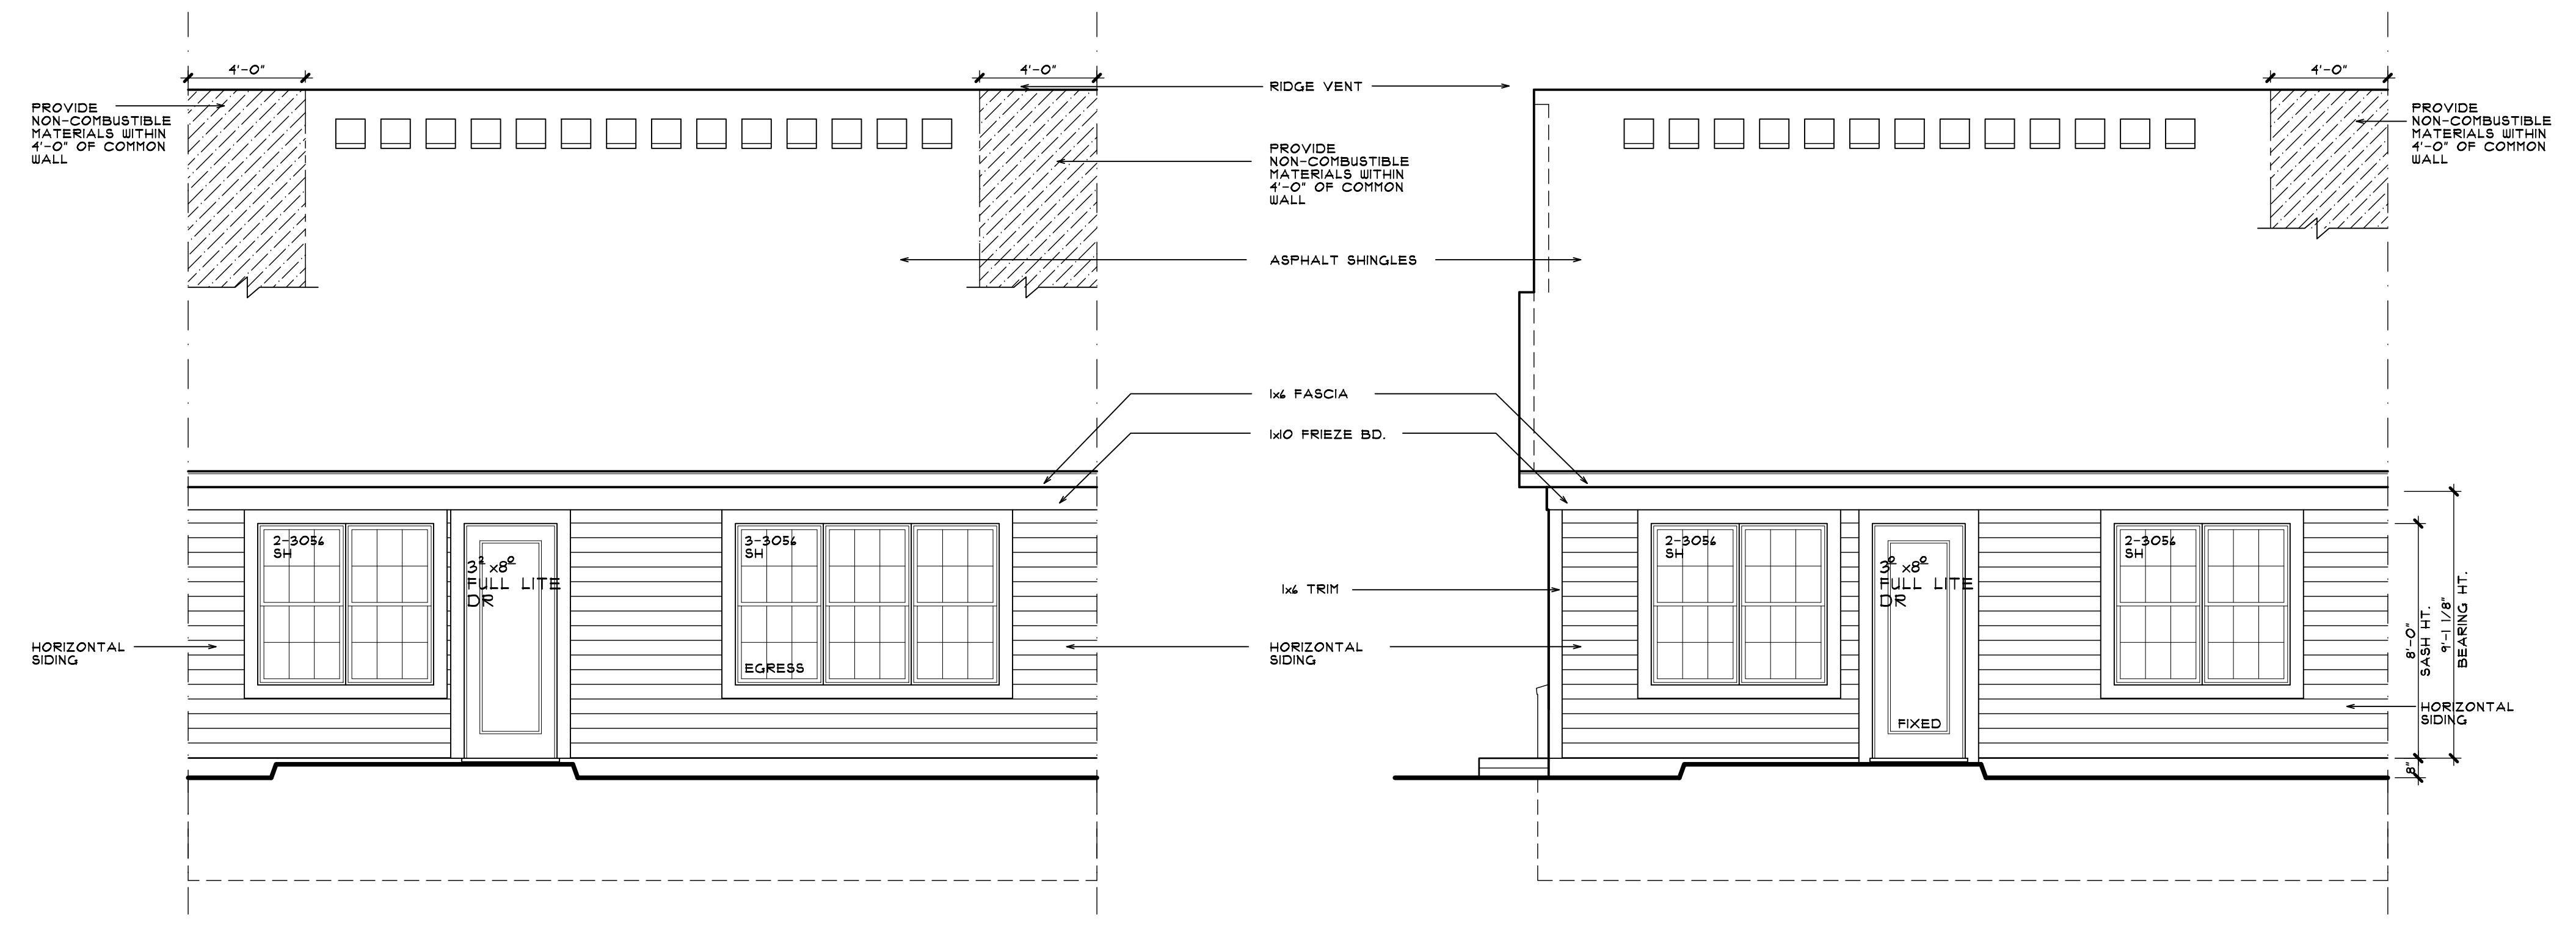 4'-0"
4'-0"
4'-0"
PROVIDE
NON-COMBUSTIBLE
MATERIALS WITHIN
4'-0" OF COMMON
WALL
RIDGE VENT
PROVIDE
NON-COMBUSTIBLE
MATERIALS WITHIN
4'-0" OF COMMON
WALL
PROVIDE
NON-COMBUSTIBLE
MATERIALS WITHIN
4'-0" OF COMMON
WALL
ASPHALT SHINGLES
1x6 FASCIA
1x10 FRIEZE BD.
2-3056
SH
3² x8⁰
FULL LITE
DR
3-3056
SH
EGRESS
HORIZONTAL
SIDING
1x6 TRIM
HORIZONTAL
SIDING
2-3056
SH
3² x8⁰
FULL LITE
DR
FIXED
2-3056
SH
8'-0"
SASH HT.
9'-1 1/8"
BEARING HT.
HORIZONTAL
SIDING
8"